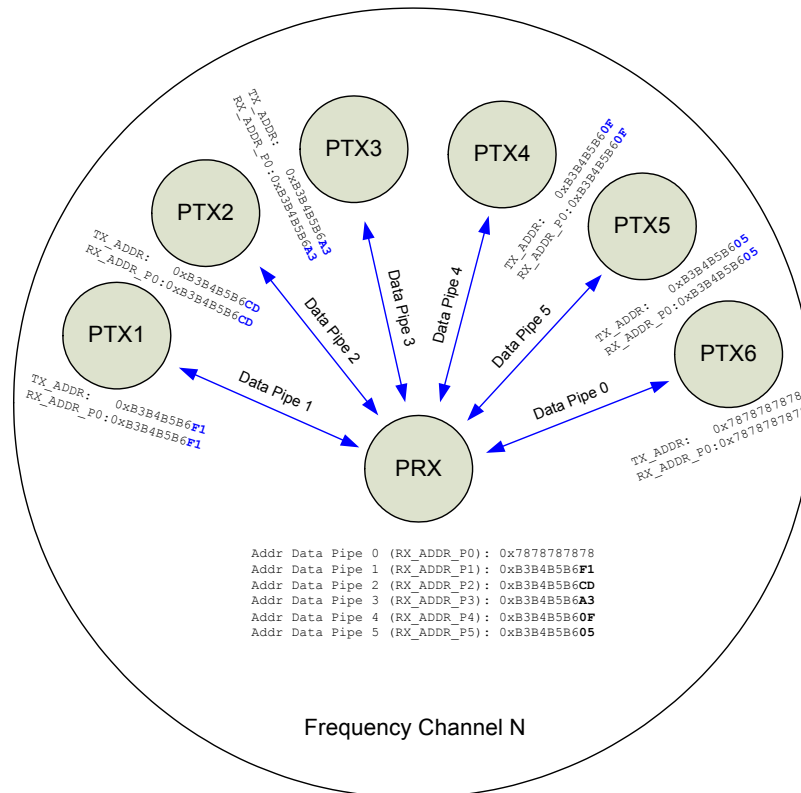 PTX3
PTX4
TX_ADDR: 0xB3B4B5B6A3
RX_ADDR_P0:0xB3B4B5B6A3
TX_ADDR: 0xB3B4B5B60F
RX_ADDR_P0:0xB3B4B5B60F
PTX2
PTX5
TX_ADDR: 0xB3B4B5B6CD
RX_ADDR_P0:0xB3B4B5B6CD
TX_ADDR: 0xB3B4B5B605
RX_ADDR_P0:0xB3B4B5B605
PTX1
PTX6
Data Pipe 1
Data Pipe 2
Data Pipe 3
Data Pipe 4
Data Pipe 5
Data Pipe 0
TX_ADDR: 0xB3B4B5B6F1
RX_ADDR_P0:0xB3B4B5B6F1
TX_ADDR: 0x7878787878
RX_ADDR_P0:0x787878787
PRX
Addr Data Pipe 0 (RX_ADDR_P0): 0x7878787878
Addr Data Pipe 1 (RX_ADDR_P1): 0xB3B4B5B6F1
Addr Data Pipe 2 (RX_ADDR_P2): 0xB3B4B5B6CD
Addr Data Pipe 3 (RX_ADDR_P3): 0xB3B4B5B6A3
Addr Data Pipe 4 (RX_ADDR_P4): 0xB3B4B5B60F
Addr Data Pipe 5 (RX_ADDR_P5): 0xB3B4B5B605
Frequency Channel N